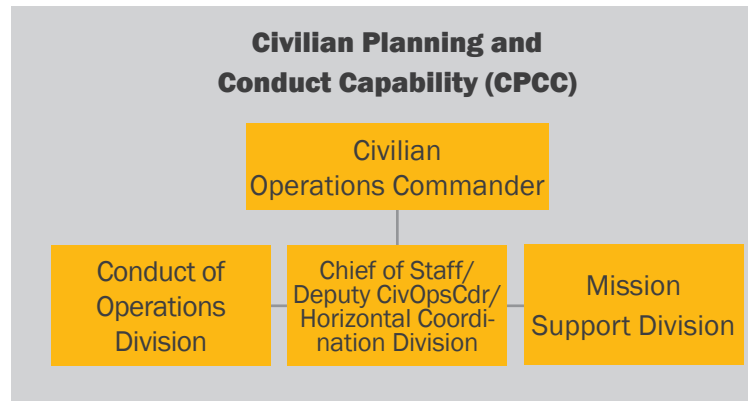 Civilian Planning and
Conduct Capability (CPCC)
Civilian
Operations Commander
Conduct of
Operations
Division
Chief of Staff/
Deputy CivOpsCdr/
Horizontal Coordi-
nation Division
Mission
Support Division